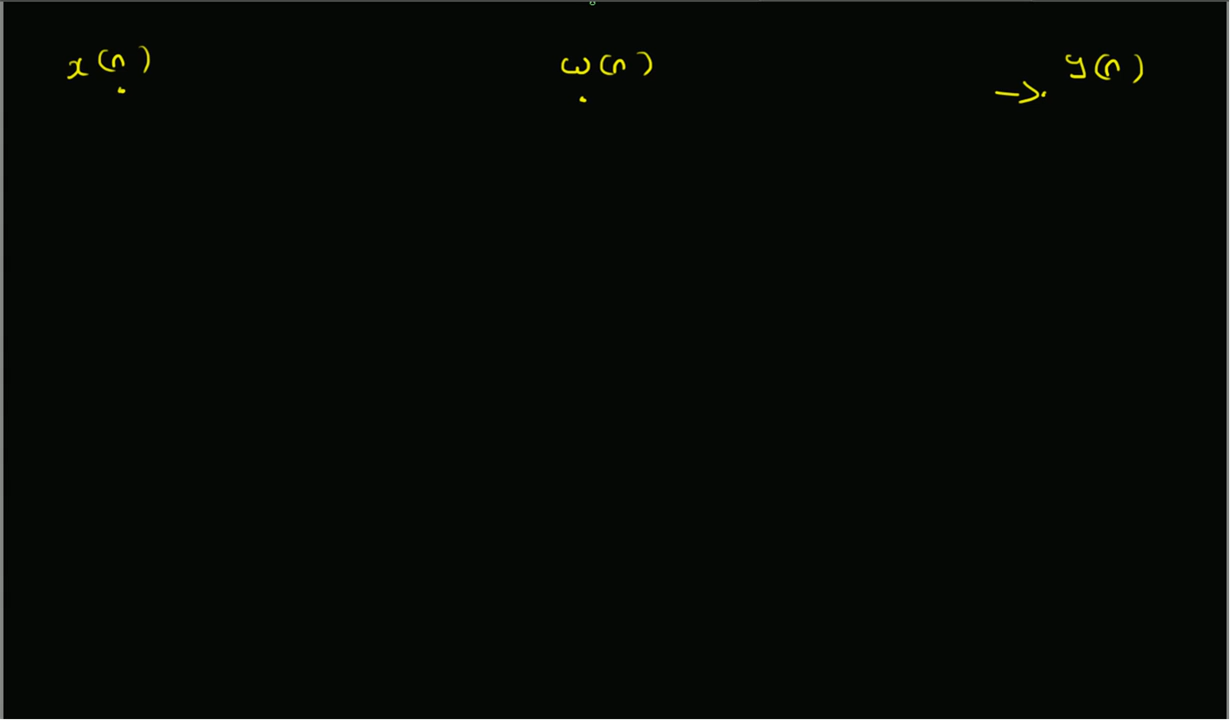 x(n) ω(n) → y(n)